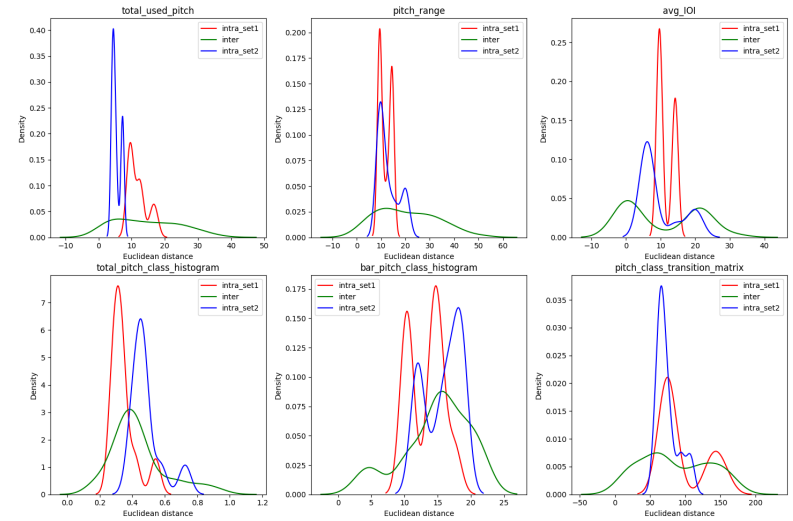 total_used_pitch
0.40
0.35
0.30
0.25
0.20
0.15
0.10
0.05
0.00
Density
intra_set1
inter
intra_set2
−10 0 10 20 30 40 50
Euclidean distance
pitch_range
0.200
0.175
0.150
0.125
0.100
0.075
0.050
0.025
0.000
Density
intra_set1
inter
intra_set2
−10 0 10 20 30 40 50 60
Euclidean distance
avg_IOI
0.25
0.20
0.15
0.10
0.05
0.00
Density
intra_set1
inter
intra_set2
−10 0 10 20 30 40
Euclidean distance
total_pitch_class_histogram
7
6
5
4
3
2
1
0
Density
intra_set1
inter
intra_set2
0.0 0.2 0.4 0.6 0.8 1.0 1.2
Euclidean distance
bar_pitch_class_histogram
0.175
0.150
0.125
0.100
0.075
0.050
0.025
0.000
Density
intra_set1
inter
intra_set2
0 5 10 15 20 25
Euclidean distance
pitch_class_transition_matrix
0.035
0.030
0.025
0.020
0.015
0.010
0.005
0.000
Density
intra_set1
inter
intra_set2
−50 0 50 100 150 200
Euclidean distance